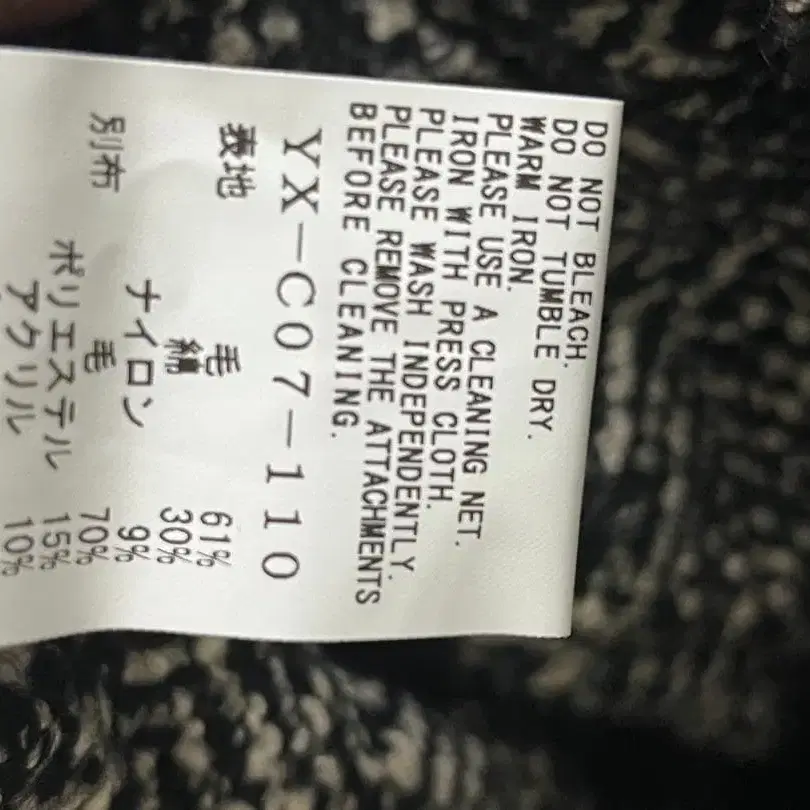 DO NOT BLEACH.
DO NOT TUMBLE DRY.
WARM IRON.
PLEASE USE A CLEANING NET.
IRON WITH PRESS CLOTH.
PLEASE WASH INDEPENDENTLY.
PLEASE REMOVE THE ATTACHMENTS
BEFORE CLEANING.
YX-C07-110
表地 毛 61%
綿 30%
ナイロン 9%
別布 毛 70%
ポリエステル 15%
アクリル 10%